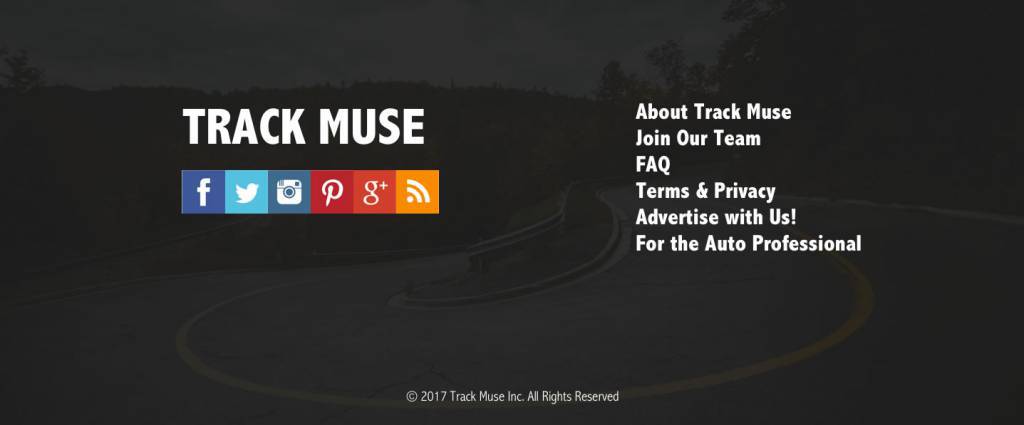 TRACK MUSE
About Track Muse
Join Our Team
FAQ
Terms & Privacy
Advertise with Us!
For the Auto Professional
© 2017 Track Muse Inc. All Rights Reserved